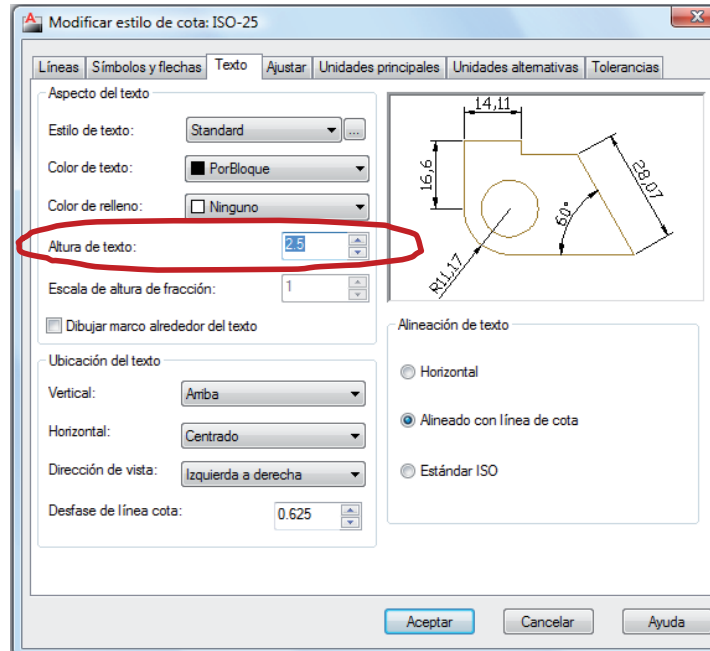 Modificar estilo de cota: ISO-25
Líneas
Símbolos y flechas
Texto
Ajustar
Unidades principales
Unidades alternativas
Tolerancias
Aspecto del texto
Estilo de texto:
Standard
...
Color de texto:
PorBloque
Color de relleno:
Ninguno
Altura de texto:
2.5
Escala de altura de fracción:
1
Dibujar marco alrededor del texto
14,11
16,6
28,07
60°
R11,17
Ubicación del texto
Vertical:
Arriba
Horizontal:
Centrado
Dirección de vista:
Izquierda a derecha
Desfase de línea cota:
0.625
Alineación de texto
Horizontal
Alineado con línea de cota
Estándar ISO
Aceptar
Cancelar
Ayuda